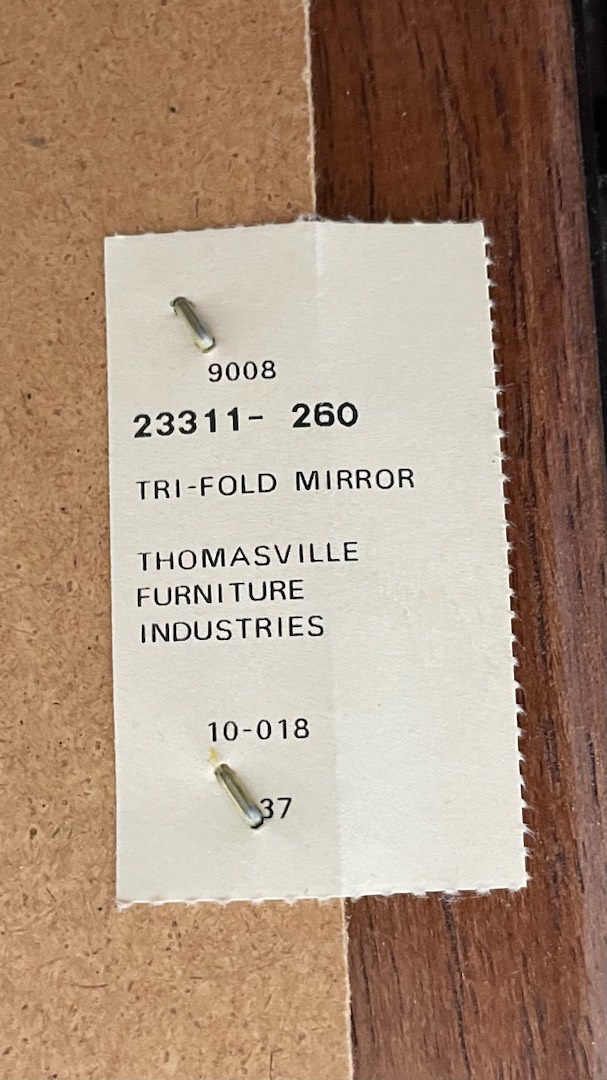 9008
23311- 260
TRI-FOLD MIRROR
THOMASVILLE
FURNITURE
INDUSTRIES
10-018
37